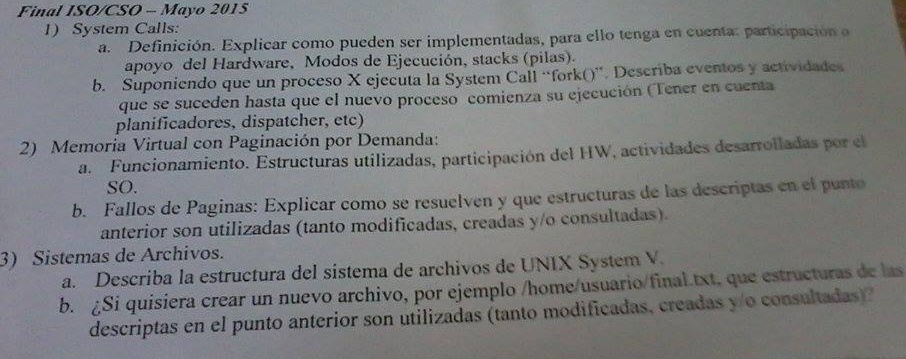 Final ISO/CSO – Mayo 2015
1) System Calls:
a. Definición. Explicar como pueden ser implementadas, para ello tenga en cuenta: participación o
apoyo del Hardware, Modos de Ejecución, stacks (pilas).
b. Suponiendo que un proceso X ejecuta la System Call “fork()”. Describa eventos y actividades
que se suceden hasta que el nuevo proceso comienza su ejecución (Tener en cuenta
planificadores, dispatcher, etc)
2) Memoria Virtual con Paginación por Demanda:
a. Funcionamiento. Estructuras utilizadas, participación del HW, actividades desarrolladas por el
SO.
b. Fallos de Paginas: Explicar como se resuelven y que estructuras de las descriptas en el punto
anterior son utilizadas (tanto modificadas, creadas y/o consultadas).
3) Sistemas de Archivos.
a. Describa la estructura del sistema de archivos de UNIX System V.
b. ¿Si quisiera crear un nuevo archivo, por ejemplo /home/usuario/final.txt, que estructuras de las
descriptas en el punto anterior son utilizadas (tanto modificadas, creadas y/o consultadas)?